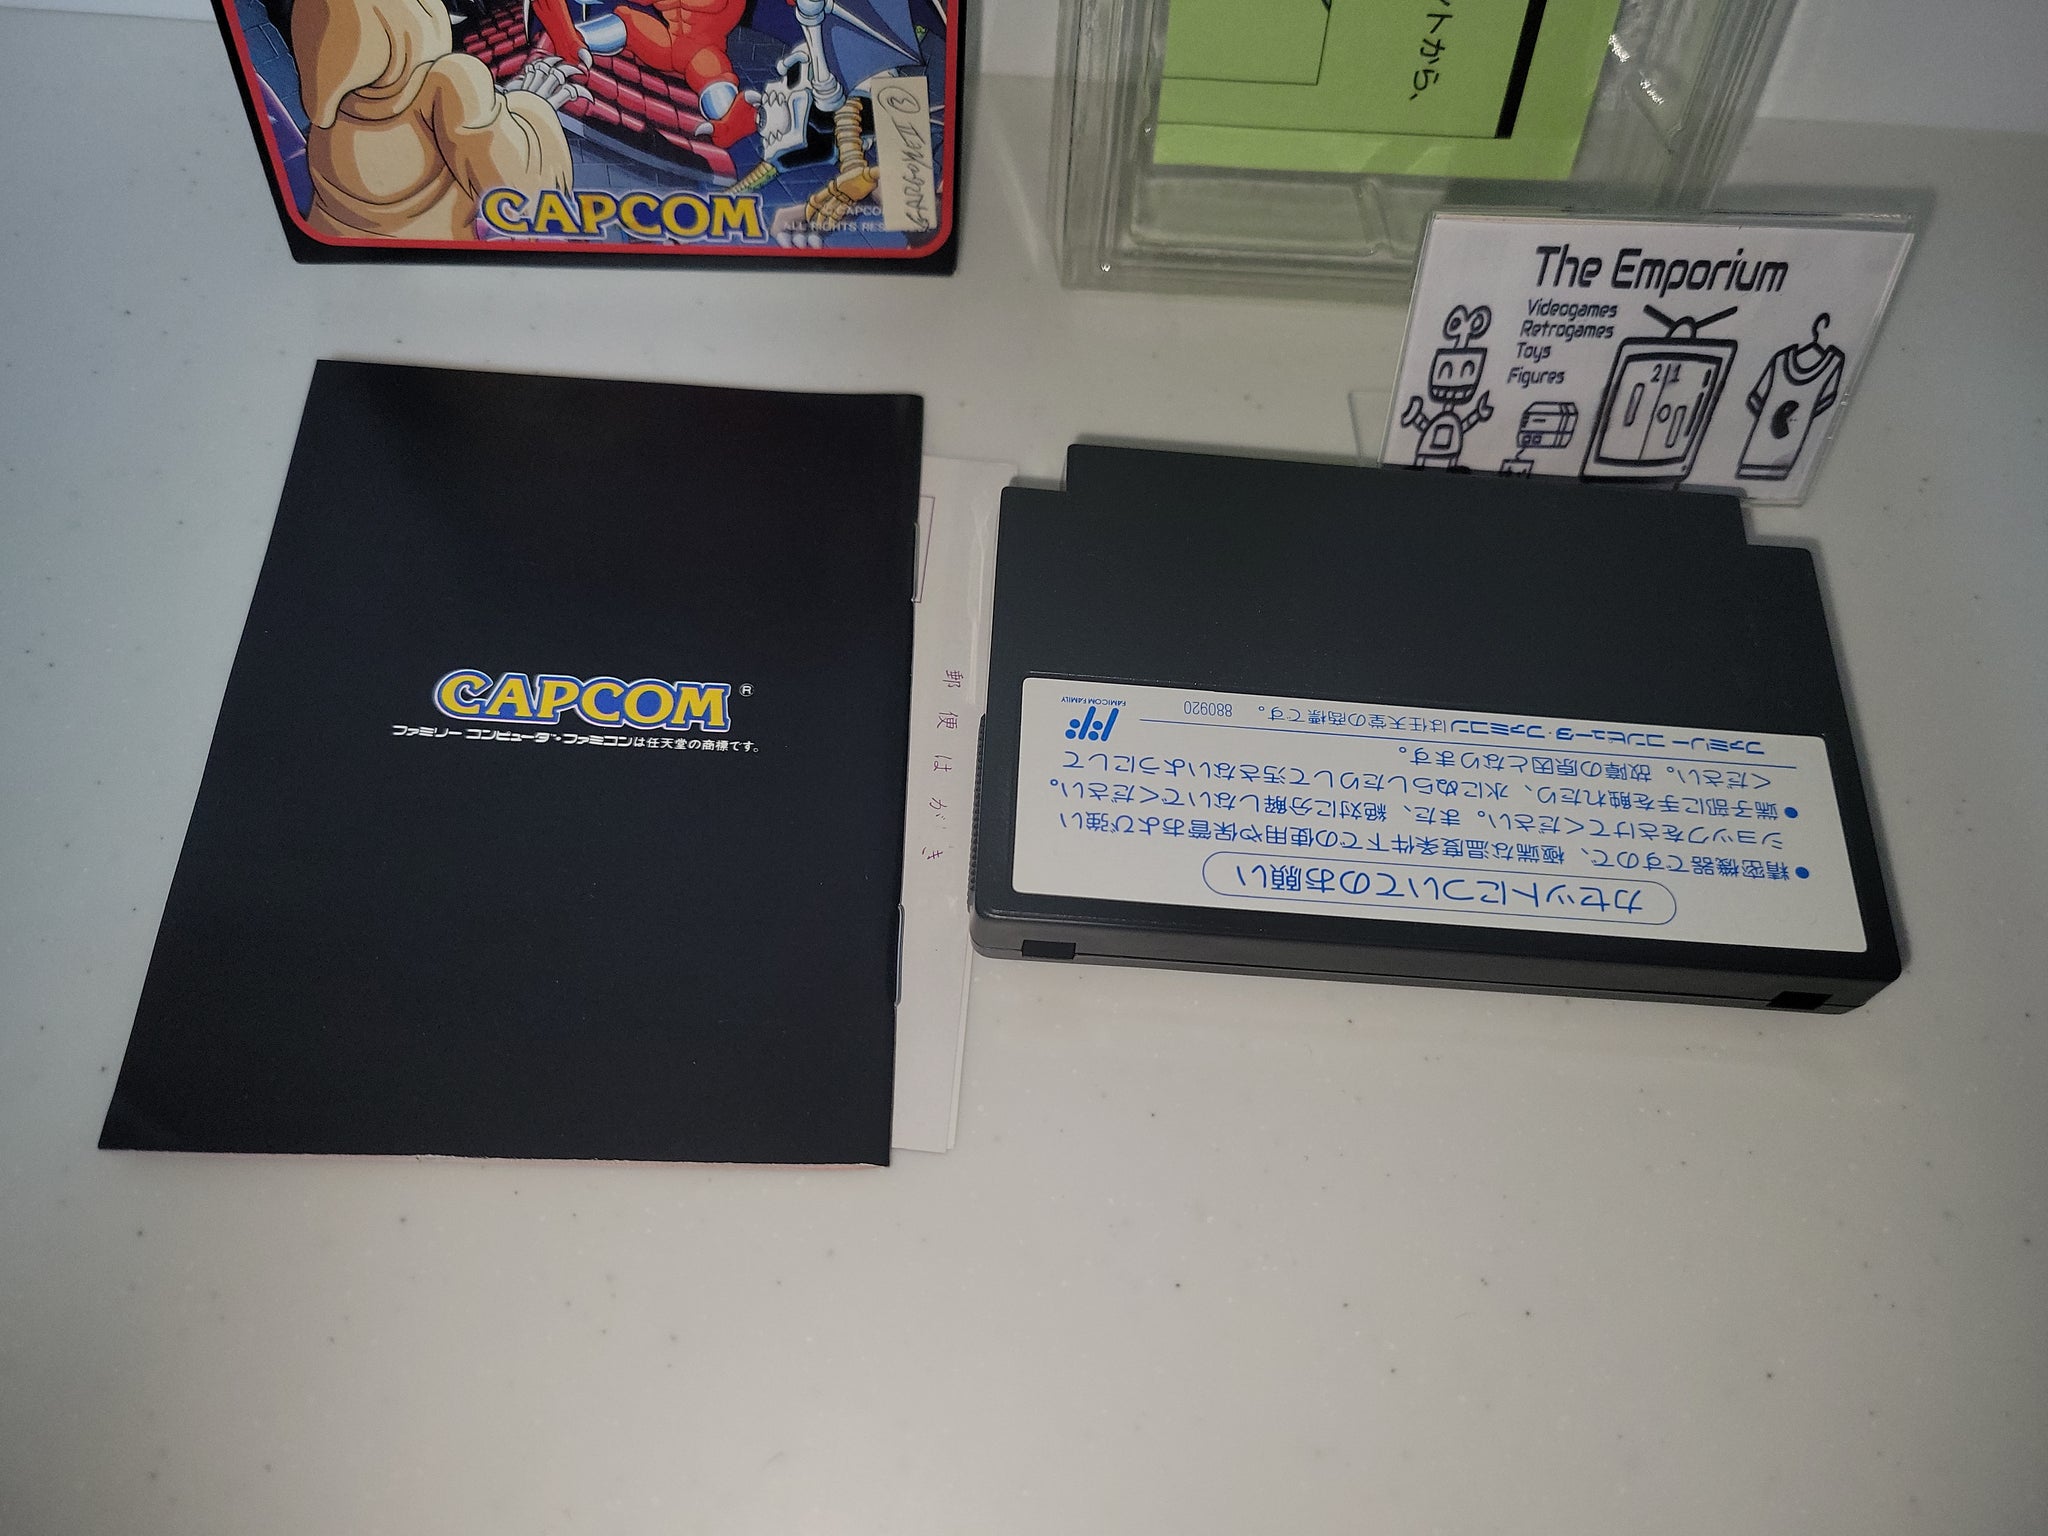 CAPCOM
CAPCO
ALL RIGHTS RES
トから、
The Emporium
Videogames
Retrogames
Toys
Figures
21
CAPCOM®
ファミリー コンピュータ™・ファミコンは任天堂の商標です。
郵便はがき
カセットについてのお願い
●精密機器ですので、極端な温度条件下での使用や保管および強い
ショックをさけてください。また、絶対に分解しないでください。
●端子部に手を触れたり、水にぬらしたりして汚さないようにして
ください。故障の原因となります。
ファミリー コンピュータ・ファミコンは任天堂の商標です。 880920
FAMICOM FAMILY